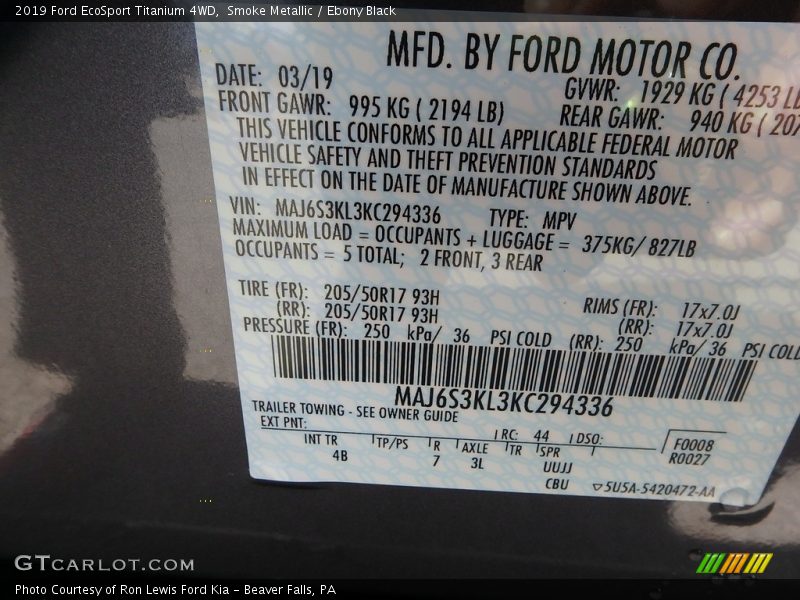 2019 Ford EcoSport Titanium 4WD, Smoke Metallic / Ebony Black
MFD. BY FORD MOTOR CO.
DATE: 03/19 GVWR: 1929 KG ( 4253 LB
FRONT GAWR: 995 KG ( 2194 LB) REAR GAWR: 940 KG ( 207
THIS VEHICLE CONFORMS TO ALL APPLICABLE FEDERAL MOTOR
VEHICLE SAFETY AND THEFT PREVENTION STANDARDS
IN EFFECT ON THE DATE OF MANUFACTURE SHOWN ABOVE.
VIN: MAJ6S3KL3KC294336 TYPE: MPV
MAXIMUM LOAD = OCCUPANTS + LUGGAGE = 375KG/ 827LB
OCCUPANTS = 5 TOTAL; 2 FRONT, 3 REAR
TIRE (FR): 205/50R17 93H RIMS (FR): 17x7.0J
(RR): 205/50R17 93H (RR): 17x7.0J
PRESSURE (FR): 250 kPa/ 36 PSI COLD (RR): 250 kPa/ 36 PSI COLD
MAJ6S3KL3KC294336
TRAILER TOWING - SEE OWNER GUIDE
EXT PNT: RC: 44 DSO: F0008
INT TR TP/PS R AXLE TR SPR R0027
4B 7 3L UUJJ
CBU 5U5A-5420472-AA
GTCARLOT.COM
Photo Courtesy of Ron Lewis Ford Kia - Beaver Falls, PA